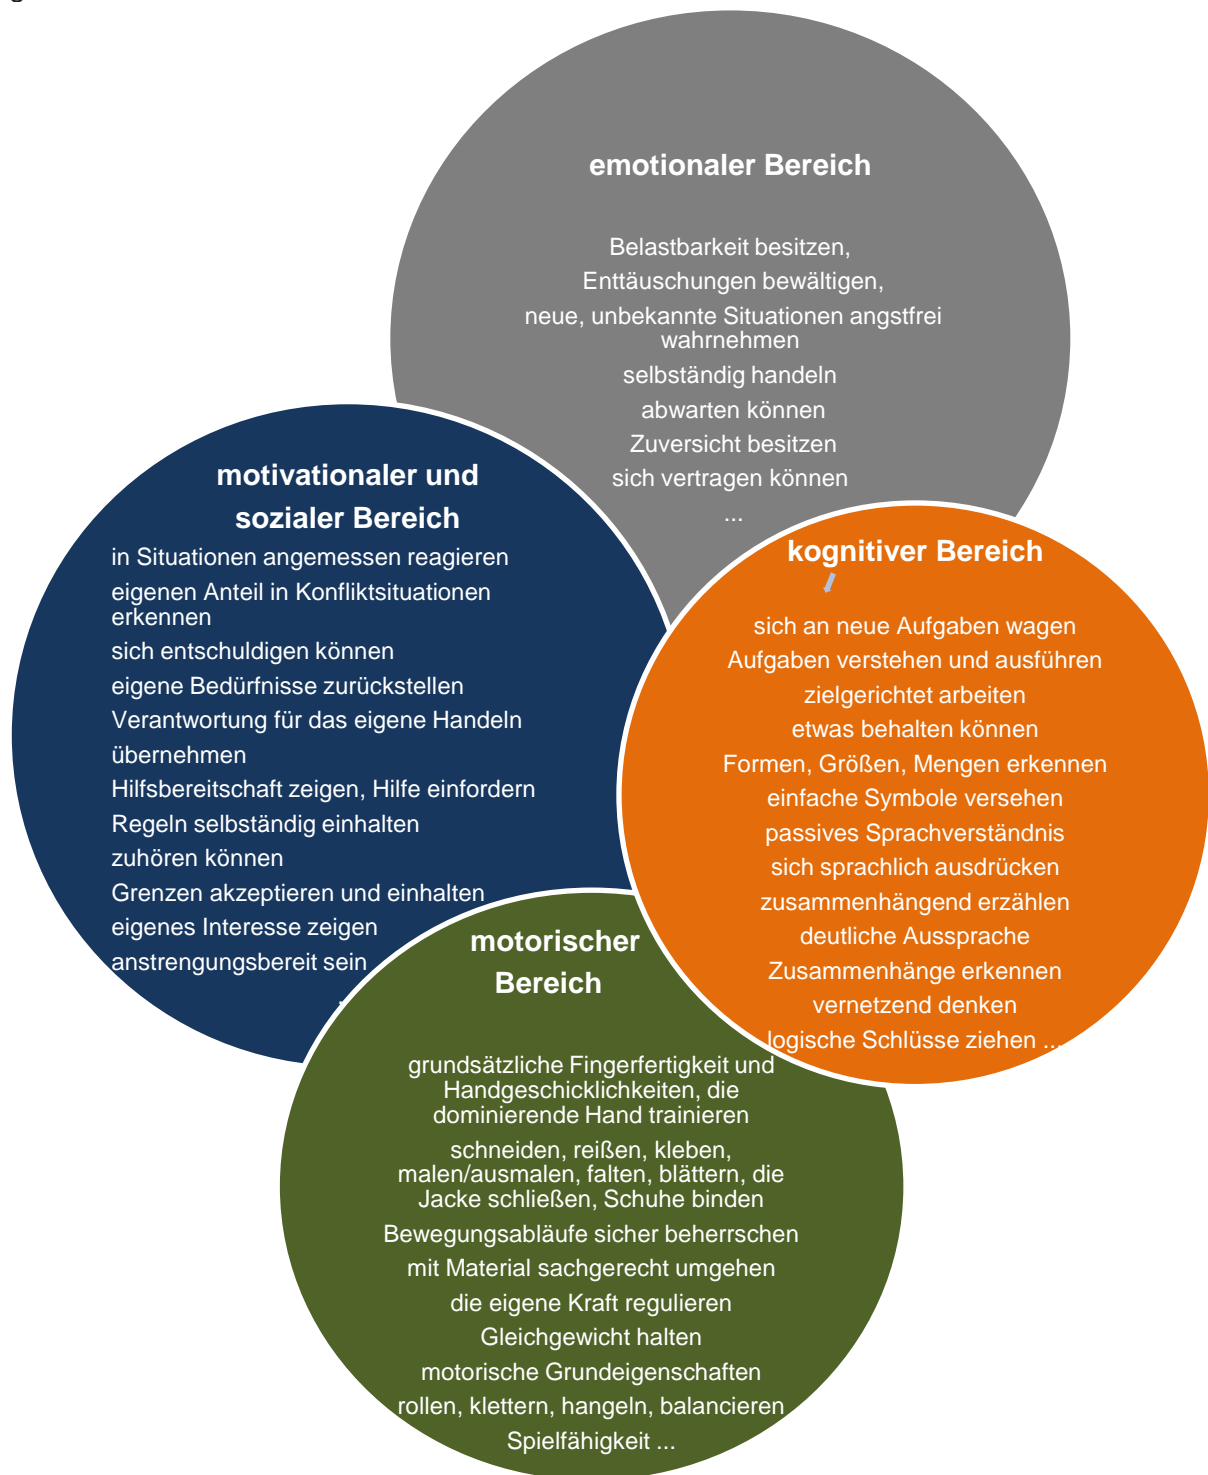 g
emotionaler Bereich
Belastbarkeit besitzen,
Enttäuschungen bewältigen,
neue, unbekannte Situationen angstfrei
wahrnehmen
selbständig handeln
abwarten können
Zuversicht besitzen
sich vertragen können
...
motivationaler und
sozialer Bereich
in Situationen angemessen reagieren
eigenen Anteil in Konfliktsituationen
erkennen
sich entschuldigen können
eigene Bedürfnisse zurückstellen
Verantwortung für das eigene Handeln
übernehmen
Hilfsbereitschaft zeigen, Hilfe einfordern
Regeln selbständig einhalten
zuhören können
Grenzen akzeptieren und einhalten
eigenes Interesse zeigen
anstrengungsbereit sein
kognitiver Bereich
sich an neue Aufgaben wagen
Aufgaben verstehen und ausführen
zielgerichtet arbeiten
etwas behalten können
Formen, Größen, Mengen erkennen
einfache Symbole versehen
passives Sprachverständnis
sich sprachlich ausdrücken
zusammenhängend erzählen
deutliche Aussprache
Zusammenhänge erkennen
vernetzend denken
logische Schlüsse ziehen ...
motorischer
Bereich
grundsätzliche Fingerfertigkeit und
Handgeschicklichkeiten, die
dominierende Hand trainieren
schneiden, reißen, kleben,
malen/ausmalen, falten, blättern, die
Jacke schließen, Schuhe binden
Bewegungsabläufe sicher beherrschen
mit Material sachgerecht umgehen
die eigene Kraft regulieren
Gleichgewicht halten
motorische Grundeigenschaften
rollen, klettern, hangeln, balancieren
Spielfähigkeit ...